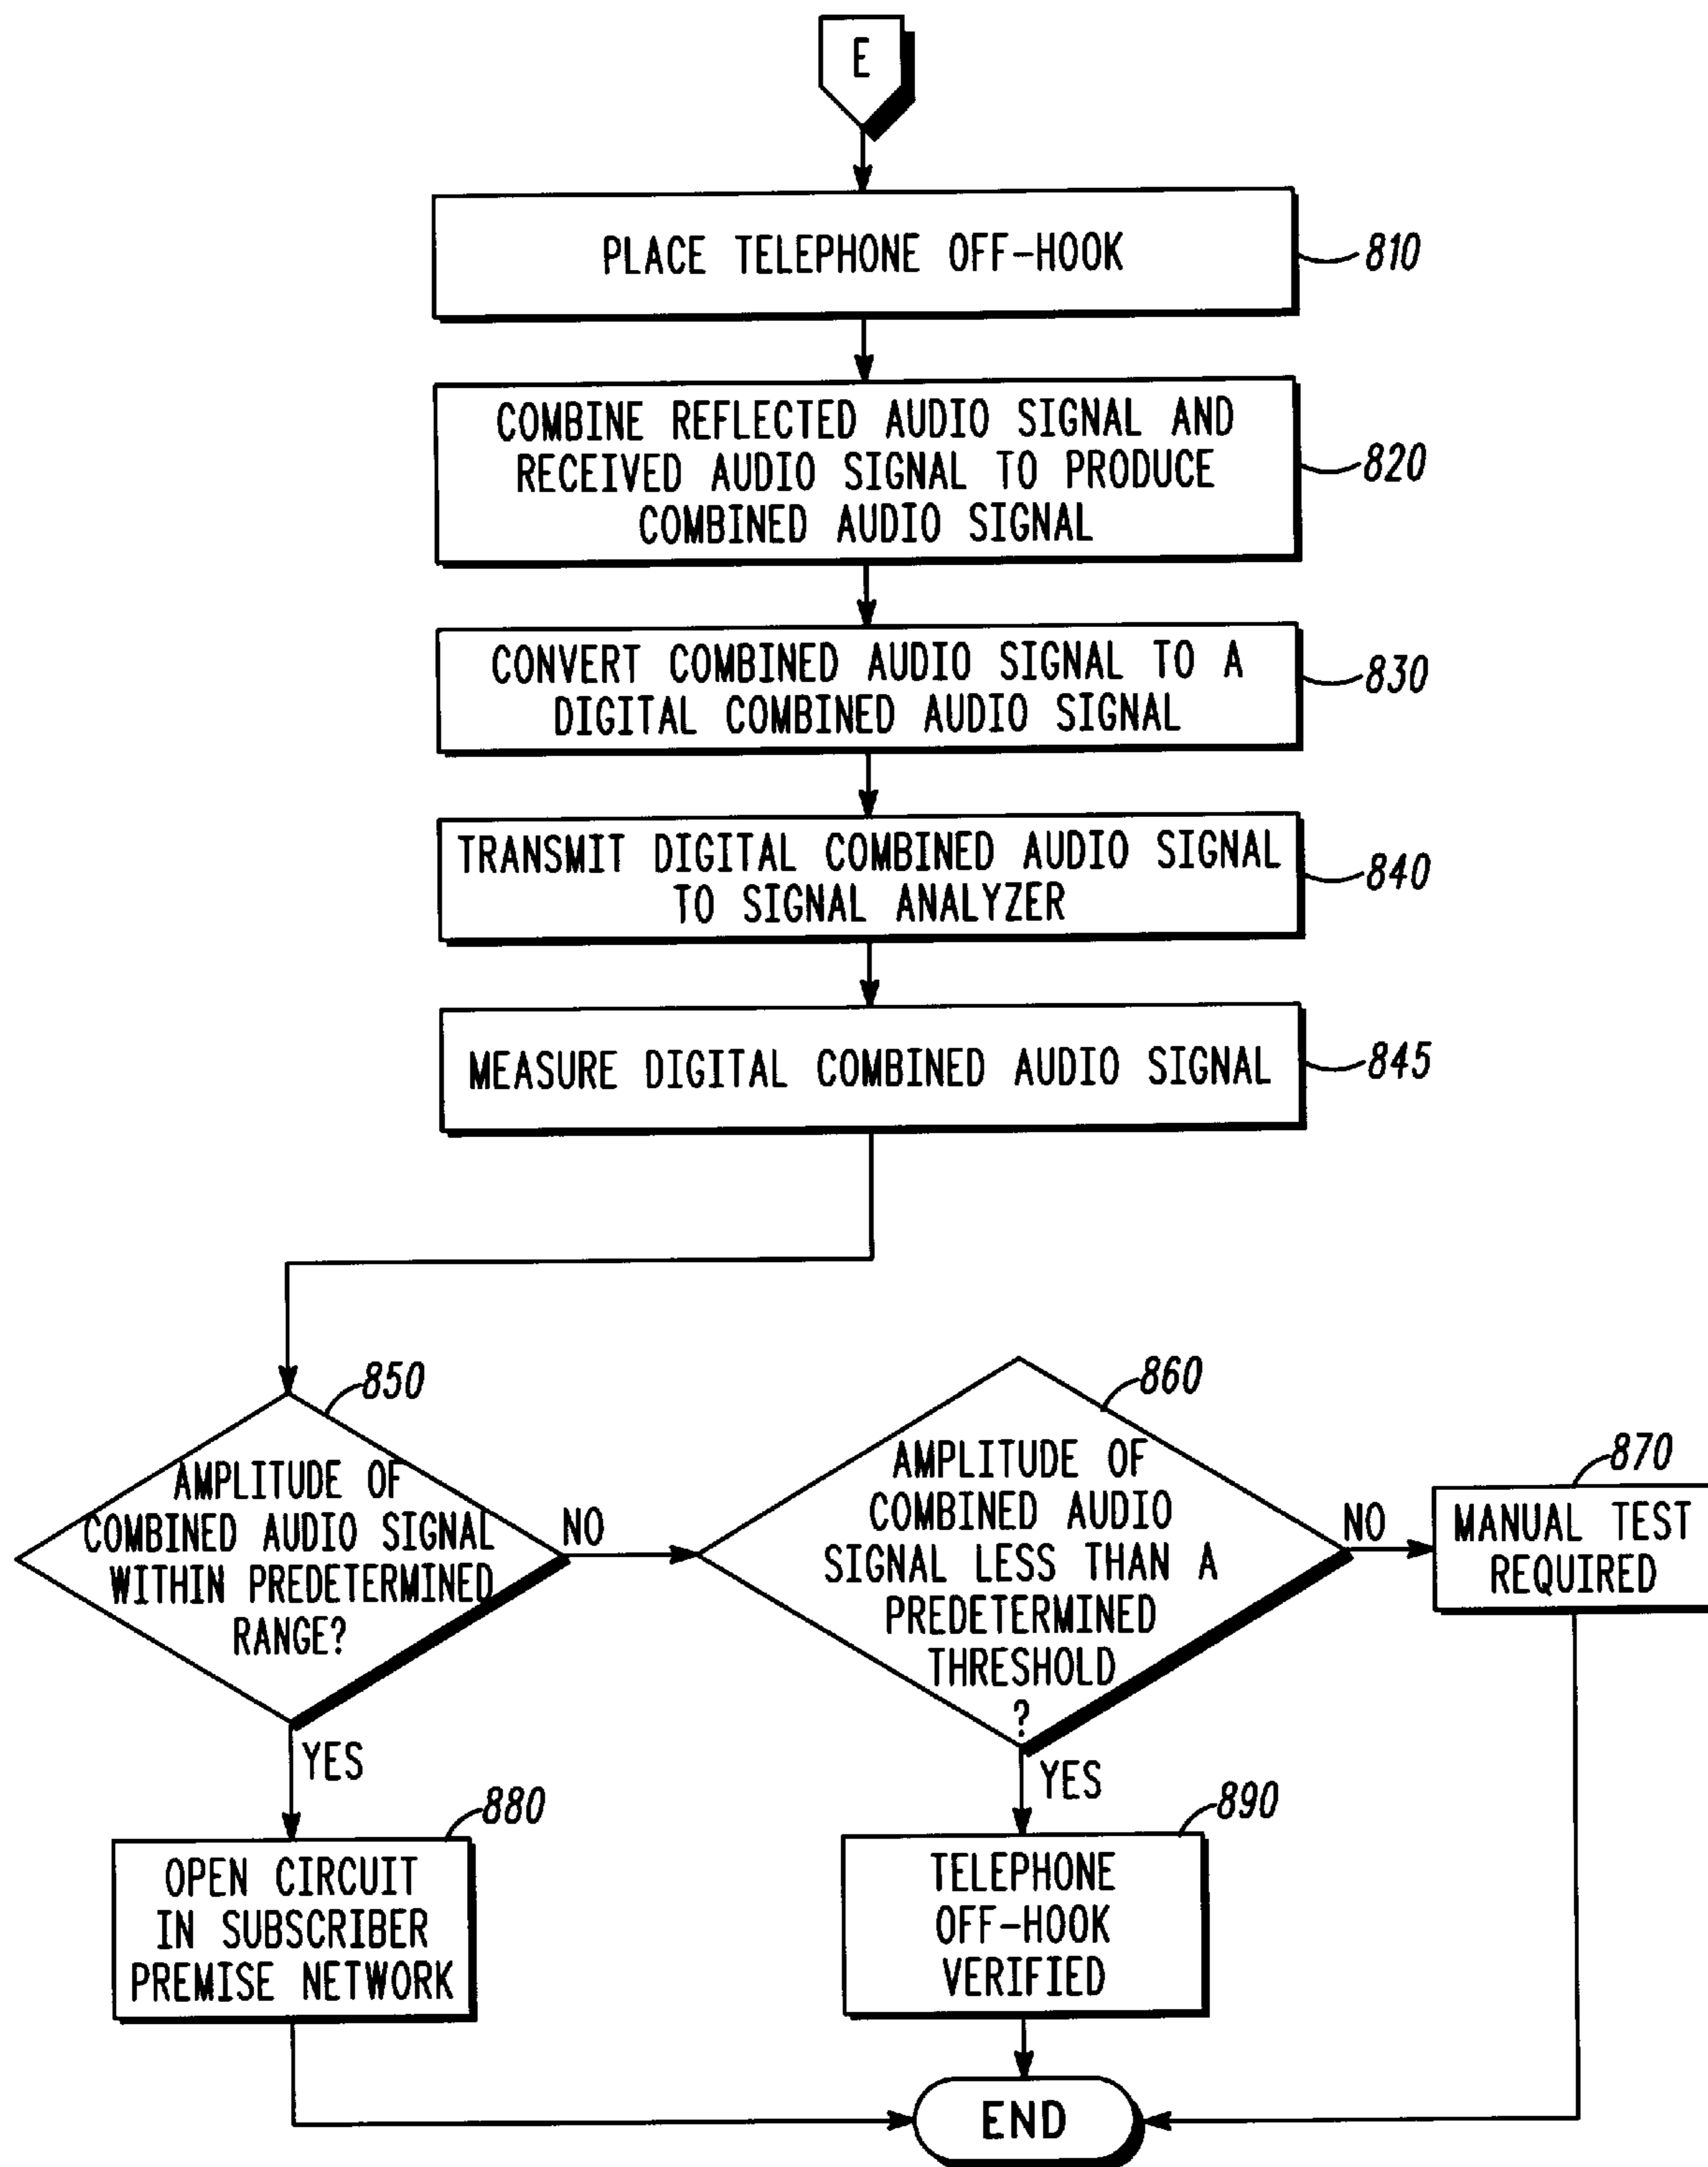 E
PLACE TELEPHONE OFF-HOOK
810
COMBINE REFLECTED AUDIO SIGNAL AND
RECEIVED AUDIO SIGNAL TO PRODUCE
COMBINED AUDIO SIGNAL
820
CONVERT COMBINED AUDIO SIGNAL TO A
DIGITAL COMBINED AUDIO SIGNAL
830
TRANSMIT DIGITAL COMBINED AUDIO SIGNAL
TO SIGNAL ANALYZER
840
MEASURE DIGITAL COMBINED AUDIO SIGNAL
845
850
AMPLITUDE OF
COMBINED AUDIO SIGNAL
WITHIN PREDETERMINED
RANGE?
NO
YES
860
AMPLITUDE OF
COMBINED AUDIO
SIGNAL LESS THAN A
PREDETERMINED
THRESHOLD
?
NO
YES
870
MANUAL TEST
REQUIRED
880
OPEN CIRCUIT
IN SUBSCRIBER
PREMISE NETWORK
890
TELEPHONE
OFF-HOOK
VERIFIED
END